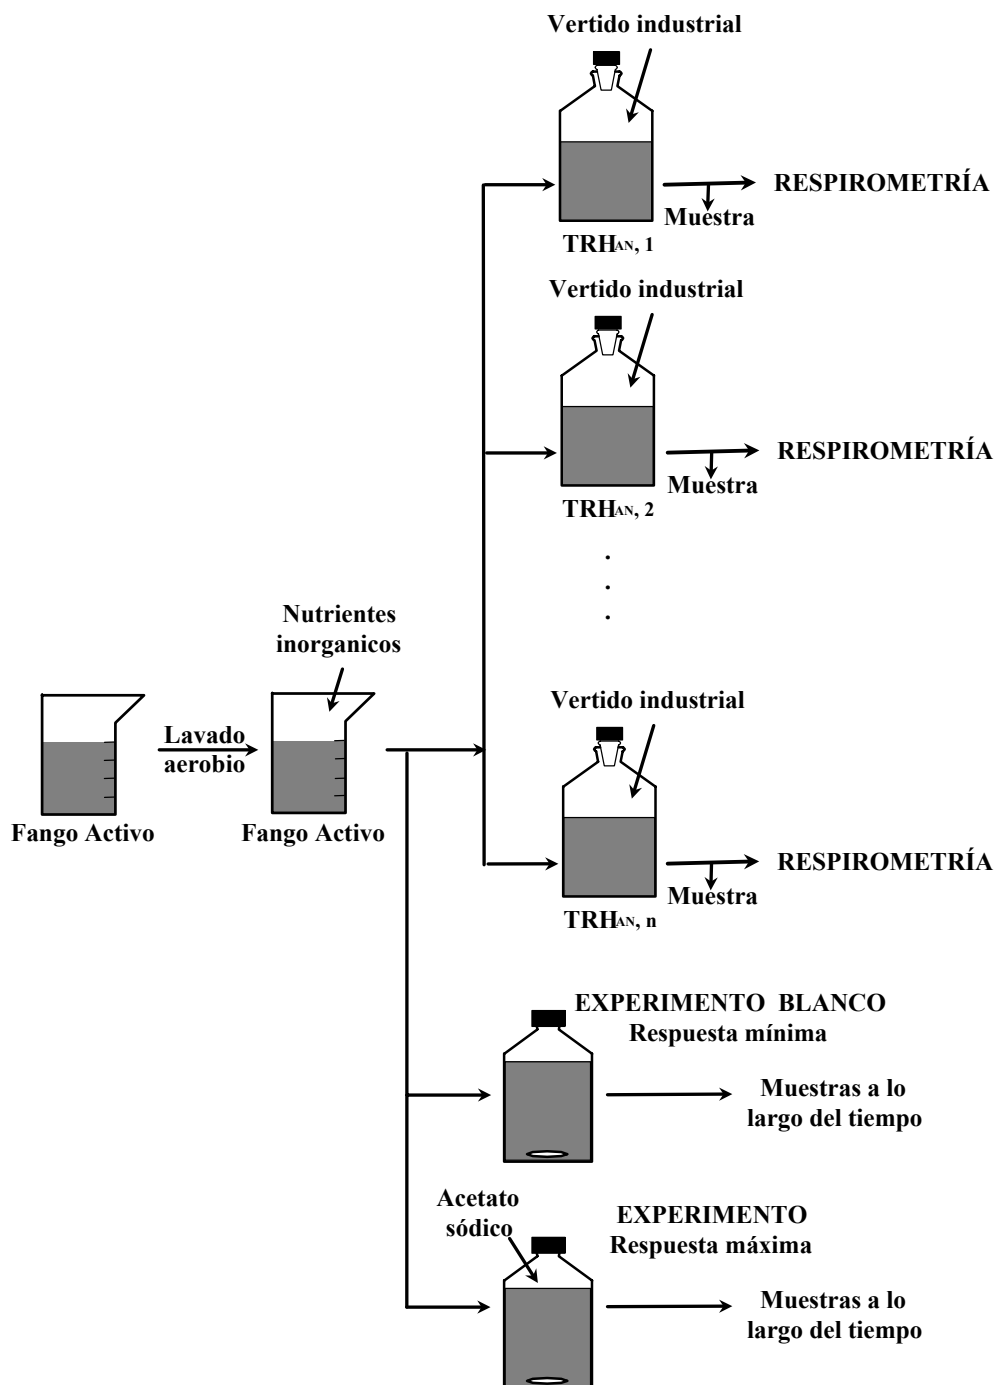 Vertido industrial
RESPIROMETRÍA
Muestra
TRHAN, 1
Vertido industrial
RESPIROMETRÍA
Muestra
TRHAN, 2
.
.
.
Nutrientes
inorganicos
Vertido industrial
Lavado
aerobio
Fango Activo
Fango Activo
RESPIROMETRÍA
Muestra
TRHAN, n
EXPERIMENTO BLANCO
Respuesta mínima
Muestras a lo
largo del tiempo
Acetato
sódico
EXPERIMENTO
Respuesta máxima
Muestras a lo
largo del tiempo